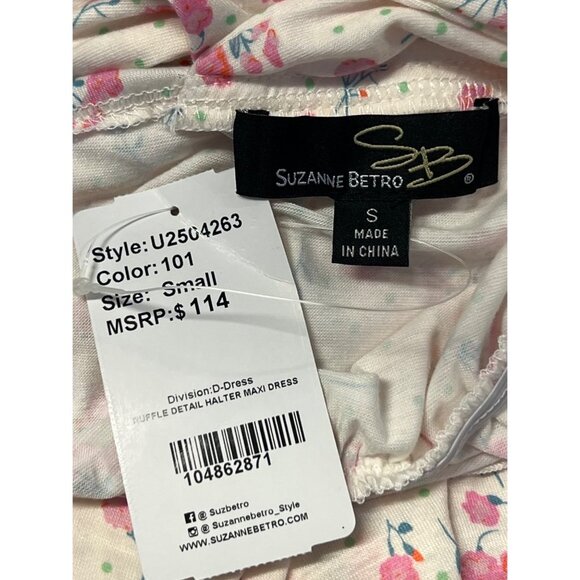 SB
SUZANNE BETRO®
S
MADE
IN CHINA
Style: U2504263
Color: 101
Size: Small
MSRP:$ 114
Division:D-Dress
RUFFLE DETAIL HALTER MAXI DRESS
104862871
@ Suzbetro
@ Suzannebetro_Style
WWW.SUZANNEBETRO.COM